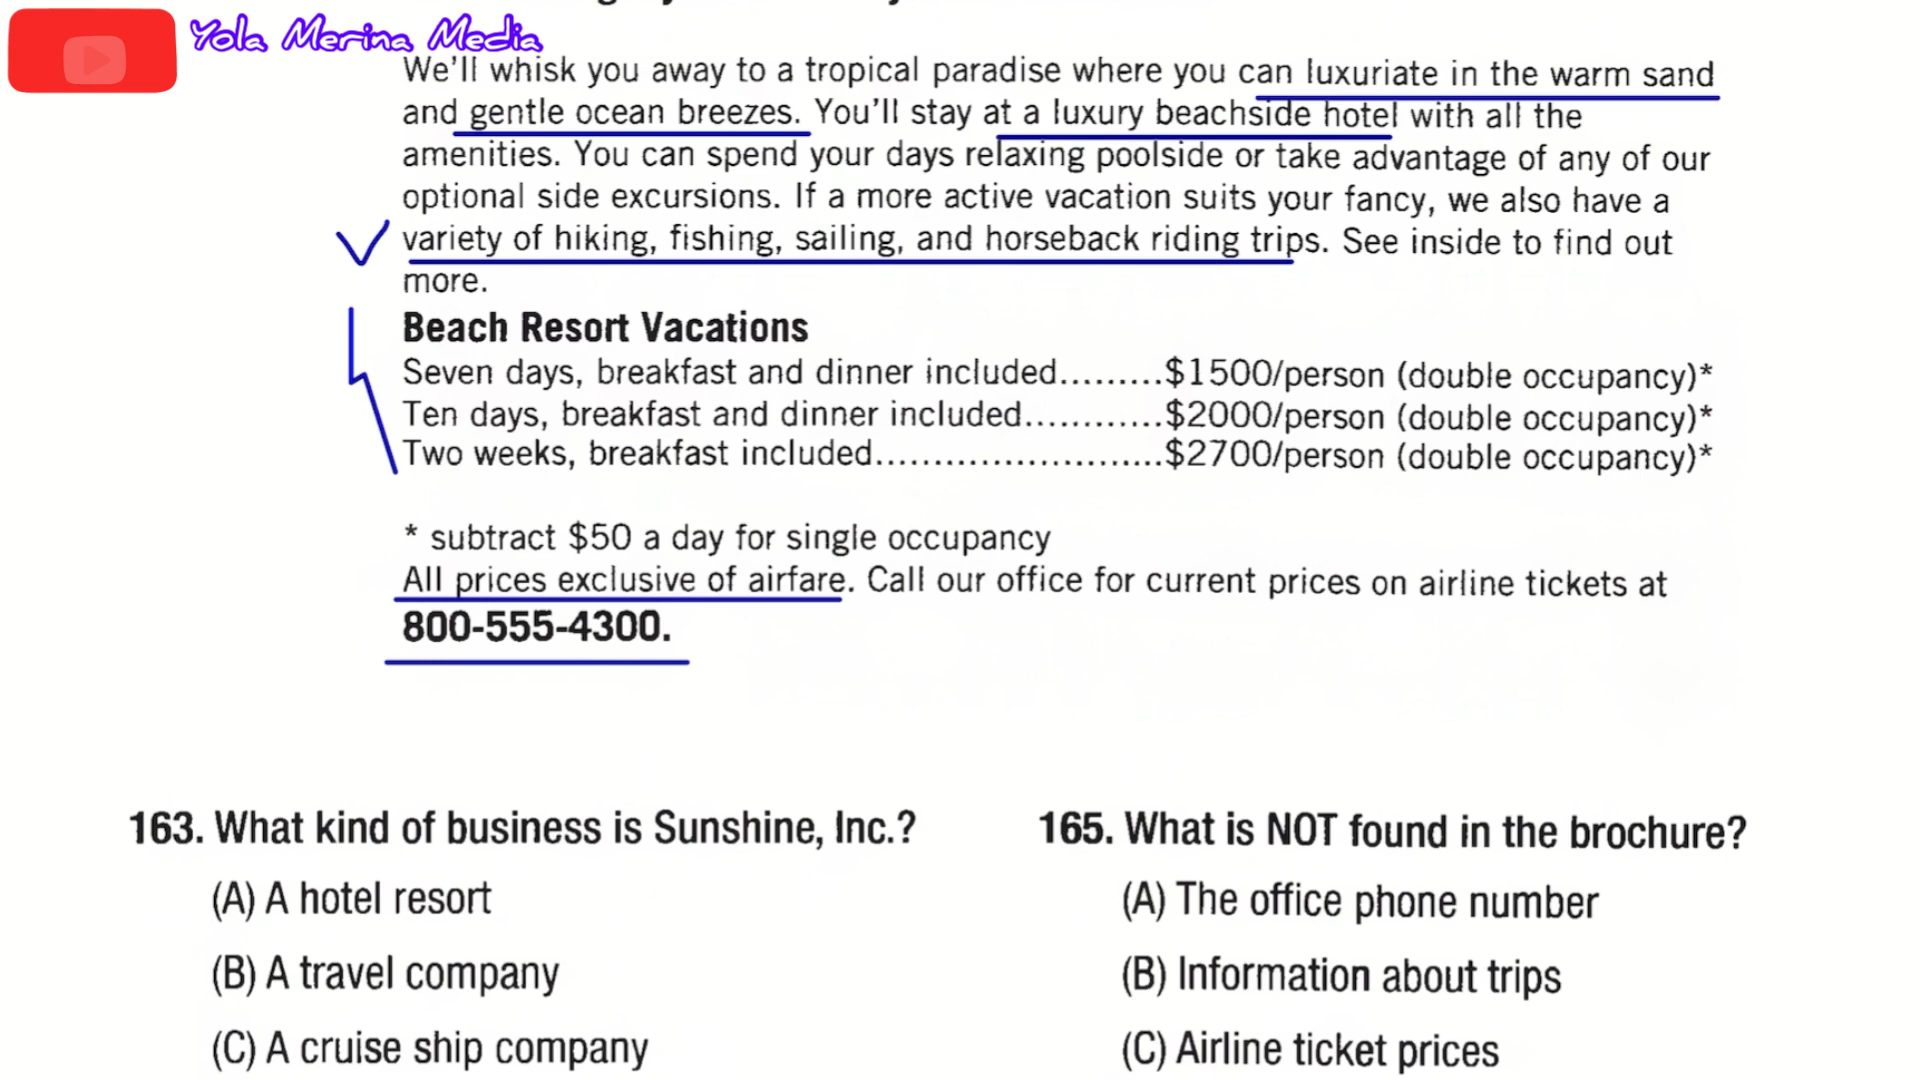 Yola Merina Media
We'll whisk you away to a tropical paradise where you can luxuriate in the warm sand
and gentle ocean breezes. You'll stay at a luxury beachside hotel with all the
amenities. You can spend your days relaxing poolside or take advantage of any of our
optional side excursions. If a more active vacation suits your fancy, we also have a
variety of hiking, fishing, sailing, and horseback riding trips. See inside to find out
more.
Beach Resort Vacations
Seven days, breakfast and dinner included.........$1500/person (double occupancy)*
Ten days, breakfast and dinner included............$2000/person (double occupancy)*
Two weeks, breakfast included.........................$2700/person (double occupancy)*
* subtract $50 a day for single occupancy
All prices exclusive of airfare. Call our office for current prices on airline tickets at
800-555-4300.
163. What kind of business is Sunshine, Inc.?
(A) A hotel resort
(B) A travel company
(C) A cruise ship company
165. What is NOT found in the brochure?
(A) The office phone number
(B) Information about trips
(C) Airline ticket prices